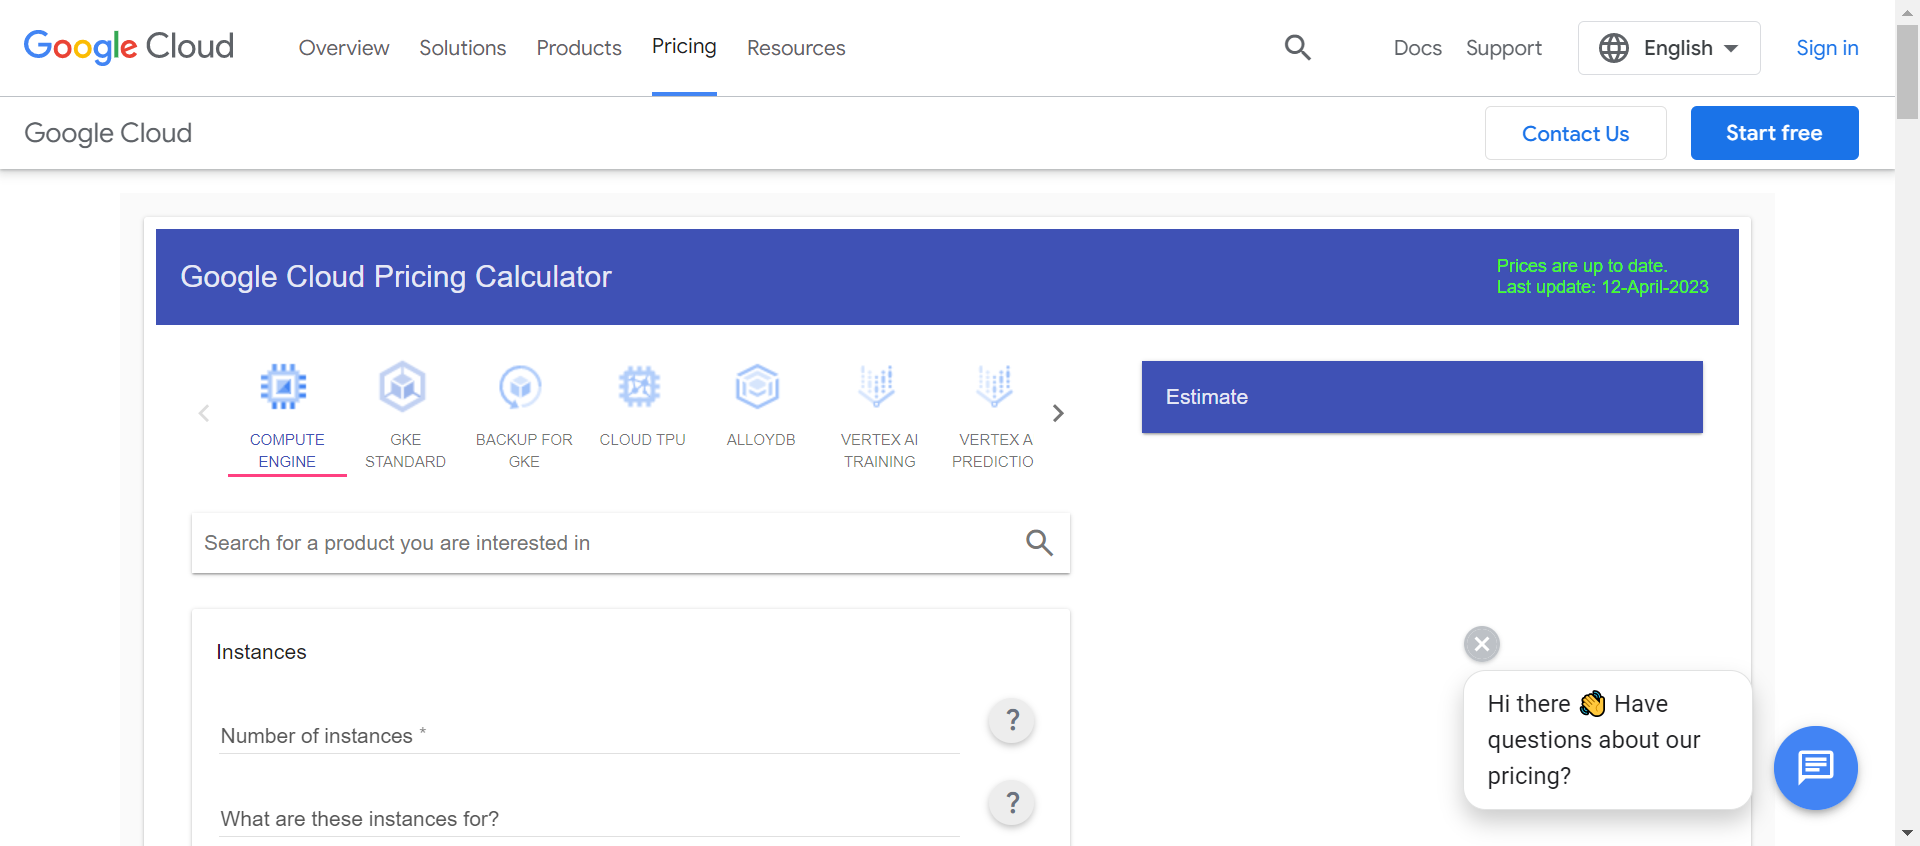 Google Cloud
Overview
Solutions
Products
Pricing
Resources
Docs
Support
English
Sign in
Google Cloud
Contact Us
Start free
Google Cloud Pricing Calculator
Prices are up to date.
Last update: 12-April-2023
COMPUTE
ENGINE
GKE
STANDARD
BACKUP FOR
GKE
CLOUD TPU
ALLOYDB
VERTEX AI
TRAINING
VERTEX A
PREDICTIO
Estimate
Search for a product you are interested in
Instances
Number of instances *
?
What are these instances for?
?
Hi there 👋 Have
questions about our
pricing?